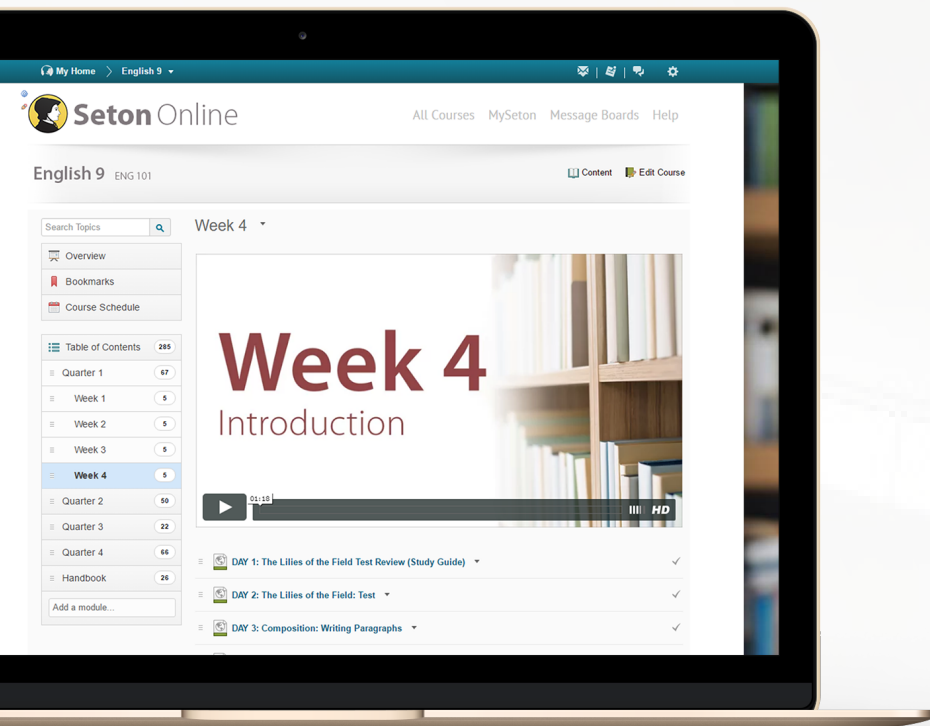 My Home
English 9
Seton Online
All Courses MySeton Message Boards Help
English 9 ENG 101
Content Edit Course
Search Topics
Overview
Bookmarks
Course Schedule
Table of Contents 285
Quarter 1 67
Week 1 5
Week 2 5
Week 3 5
Week 4 5
Quarter 2 50
Quarter 3 22
Quarter 4 66
Handbook 26
Add a module...
Week 4
Week 4
Introduction
01:18
HD
DAY 1: The Lilies of the Field Test Review (Study Guide)
DAY 2: The Lilies of the Field: Test
DAY 3: Composition: Writing Paragraphs